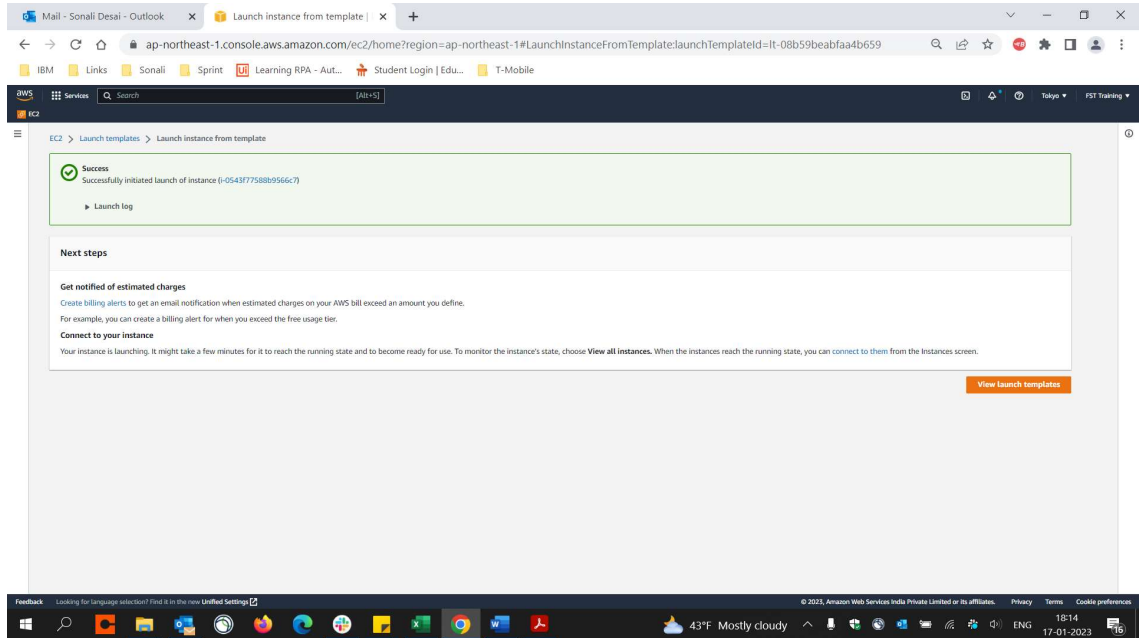 Mail - Sonali Desai - Outlook
Launch instance from template |
ap-northeast-1.console.aws.amazon.com/ec2/home?region=ap-northeast-1#LaunchInstanceFromTemplate:launchTemplateId=lt-08b59beabfaa4b659
IBM Links Sonali Sprint Ui Learning RPA - Aut... Student Login | Edu... T-Mobile
aws Services Search [Alt+S] Tokyo FST Training
EC2
EC2 > Launch templates > Launch instance from template
Success
Successfully initiated launch of instance (i-0543f77588b9566c7)
Launch log
Next steps
Get notified of estimated charges
Create billing alerts to get an email notification when estimated charges on your AWS bill exceed an amount you define.
For example, you can create a billing alert for when you exceed the free usage tier.
Connect to your instance
Your instance is launching. It might take a few minutes for it to reach the running state and to become ready for use. To monitor the instance's state, choose View all instances. When the instances reach the running state, you can connect to them from the Instances screen.
View launch templates
Feedback Looking for language selection? Find it in the new Unified Settings © 2023, Amazon Web Services India Private Limited or its affiliates. Privacy Terms Cookie preferences
43°F Mostly cloudy ENG 18:14
17-01-2023 16